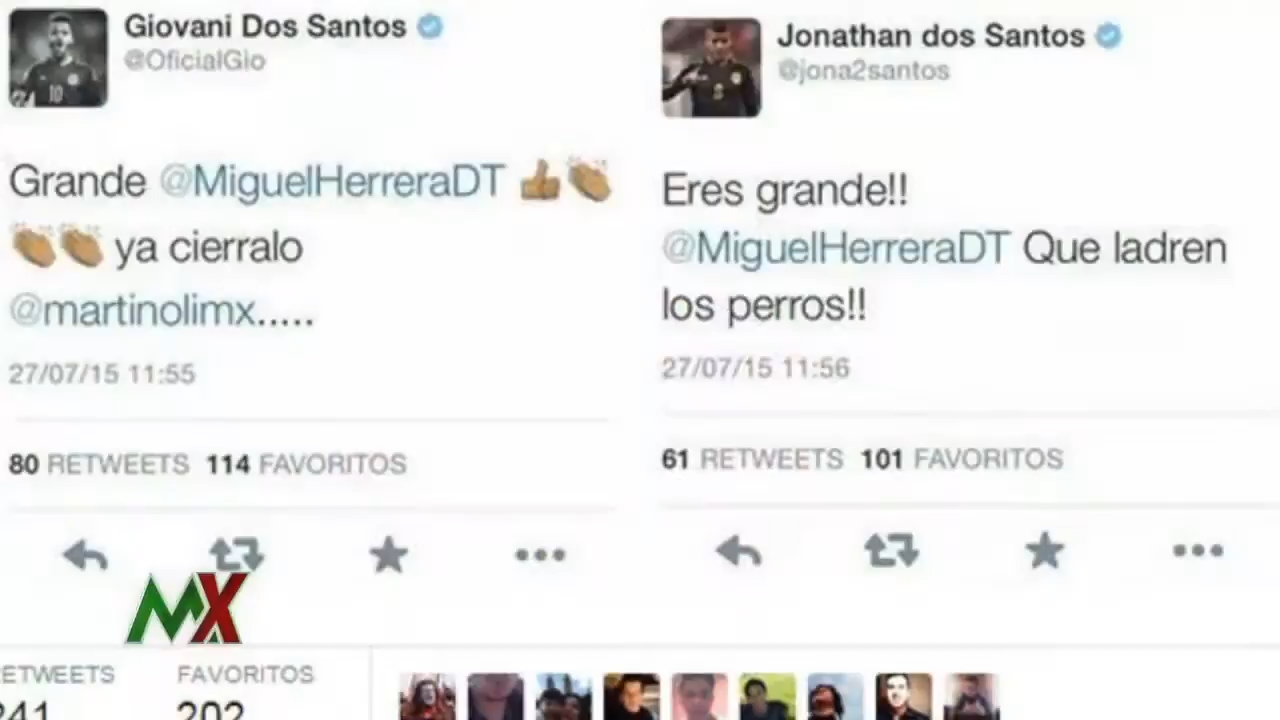 Giovani Dos Santos
@OficialGio
Grande @MiguelHerreraDT 👍👏
👏👏 ya cierralo
@martinolimx.....
27/07/15 11:55
80 RETWEETS 114 FAVORITOS
Jonathan dos Santos
@jona2santos
Eres grande!!
@MiguelHerreraDT Que ladren
los perros!!
27/07/15 11:56
61 RETWEETS 101 FAVORITOS
MX
ETWEETS FAVORITOS
241 202